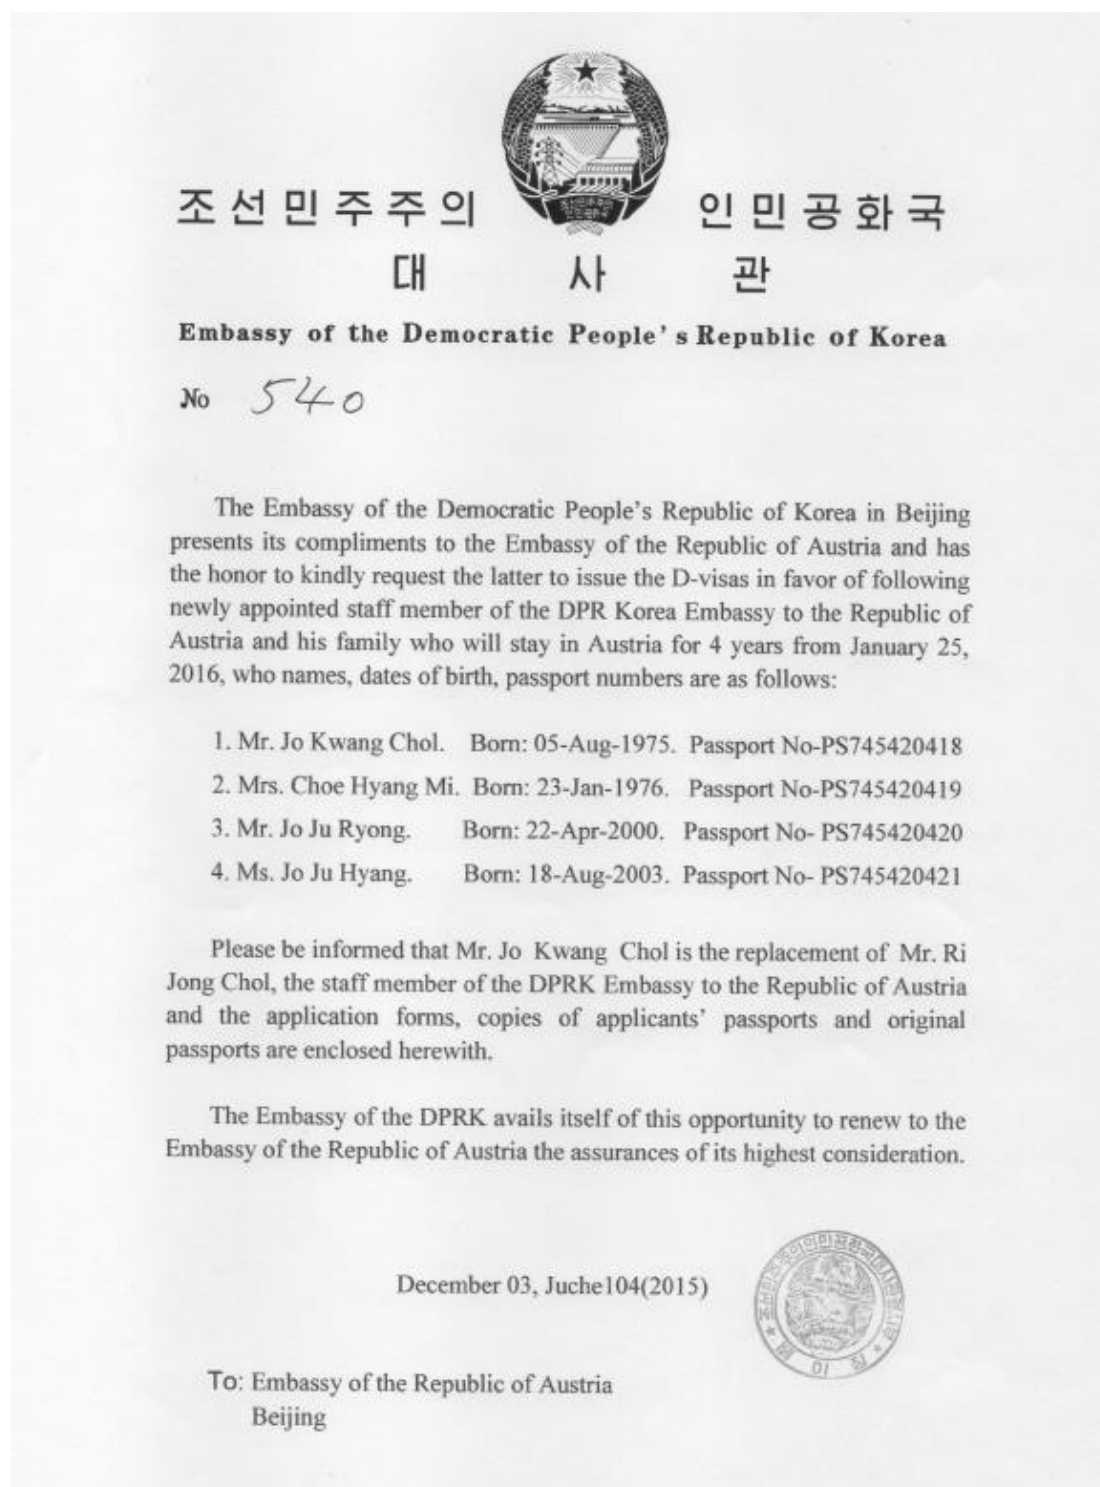 조선민주주의 인민공화국
대 사 관
Embassy of the Democratic People's Republic of Korea
No 540
The Embassy of the Democratic People's Republic of Korea in Beijing
presents its compliments to the Embassy of the Republic of Austria and has
the honor to kindly request the latter to issue the D-visas in favor of following
newly appointed staff member of the DPR Korea Embassy to the Republic of
Austria and his family who will stay in Austria for 4 years from January 25,
2016, who names, dates of birth, passport numbers are as follows:
1. Mr. Jo Kwang Chol. Born: 05-Aug-1975. Passport No-PS745420418
2. Mrs. Choe Hyang Mi. Born: 23-Jan-1976. Passport No-PS745420419
3. Mr. Jo Ju Ryong. Born: 22-Apr-2000. Passport No- PS745420420
4. Ms. Jo Ju Hyang. Born: 18-Aug-2003. Passport No- PS745420421
Please be informed that Mr. Jo Kwang Chol is the replacement of Mr. Ri
Jong Chol, the staff member of the DPRK Embassy to the Republic of Austria
and the application forms, copies of applicants' passports and original
passports are enclosed herewith.
The Embassy of the DPRK avails itself of this opportunity to renew to the
Embassy of the Republic of Austria the assurances of its highest consideration.
December 03, Juche104(2015)
To: Embassy of the Republic of Austria
Beijing